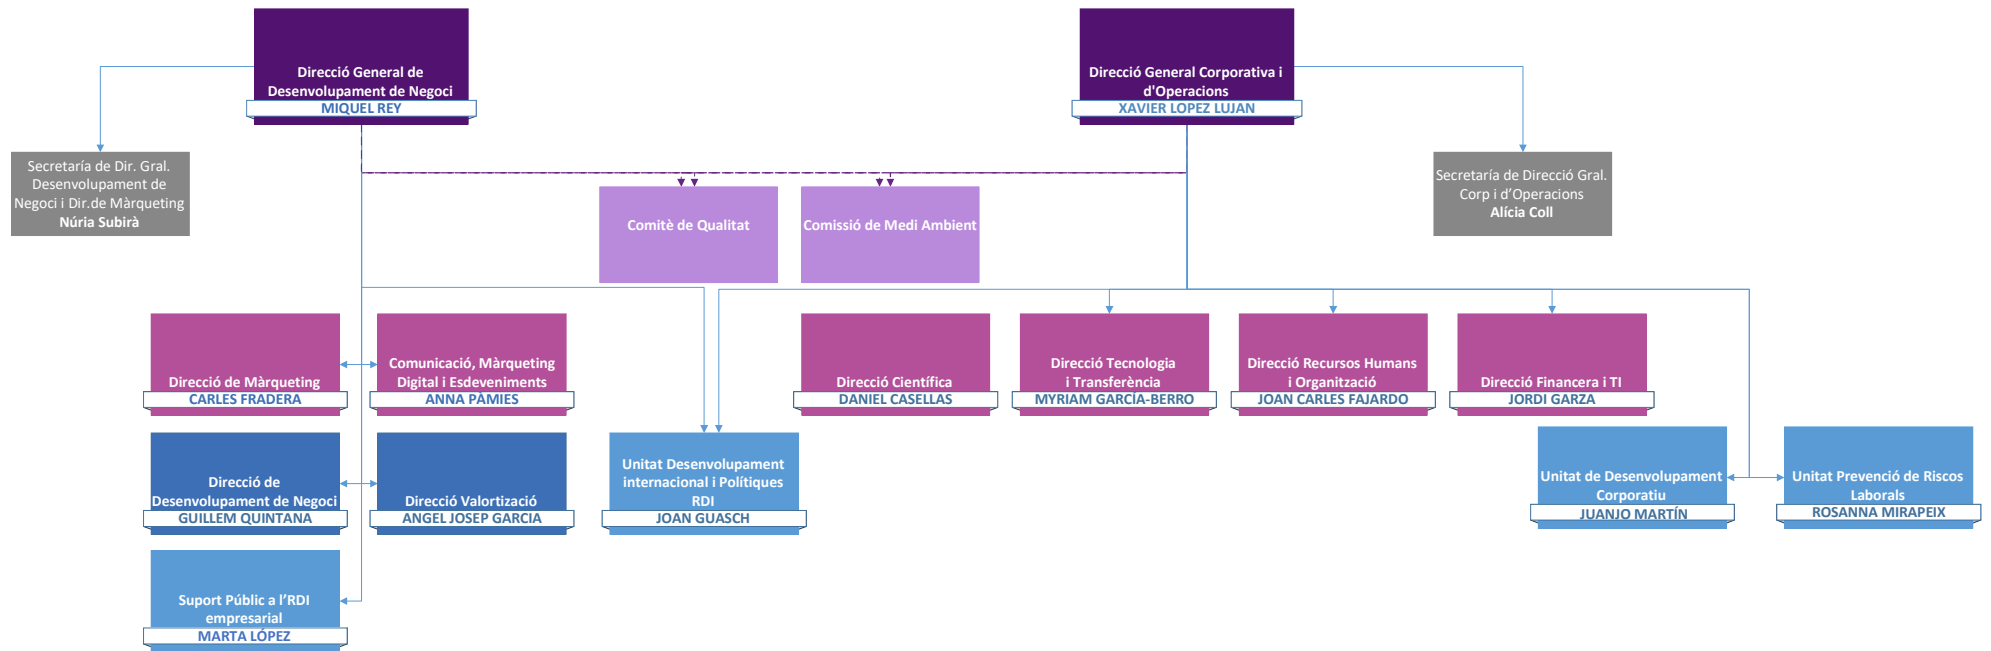 Direcció General de
Desenvolupament de Negoci
MIQUEL REY
Direcció General Corporativa i
d'Operacions
XAVIER LOPEZ LUJAN
Secretaría de Dir. Gral.
Desenvolupament de
Negoci i Dir.de Màrqueting
Núria Subirà
Comitè de Qualitat
Comissió de Medi Ambient
Secretaría de Direcció Gral.
Corp i d’Operacions
Alícia Coll
Direcció de Màrqueting
CARLES FRADERA
Comunicació, Màrqueting
Digital i Esdeveniments
ANNA PÀMIES
Direcció Científica
DANIEL CASELLAS
Direcció Tecnologia
i Transferència
MYRIAM GARCÍA-BERRO
Direcció Recursos Humans
i Organització
JOAN CARLES FAJARDO
Direcció Financera i TI
JORDI GARZA
Direcció de
Desenvolupament de Negoci
GUILLEM QUINTANA
Direcció Valortizació
ANGEL JOSEP GARCIA
Unitat Desenvolupament
internacional i Polítiques
RDI
JOAN GUASCH
Unitat de Desenvolupament
Corporatiu
JUANJO MARTÍN
Unitat Prevenció de Riscos
Laborals
ROSANNA MIRAPEIX
Suport Públic a l’RDI
empresarial
MARTA LÓPEZ